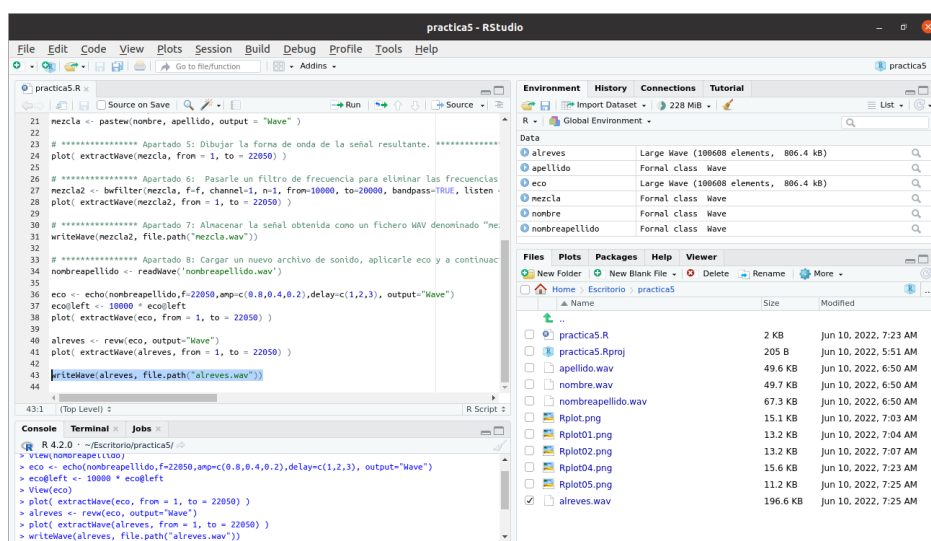 practica5 - RStudio
File Edit Code View Plots Session Build Debug Profile Tools Help
Go to file/function Addins practica5
practica5.R
Source on Save Run Source
21 mezcla <- pastew(nombre, apellido, output = "Wave" )
22
23 # **************** Apartado 5: Dibujar la forma de onda de la señal resultante. **************
24 plot( extractWave(mezcla, from = 1, to = 22050) )
25
26 # **************** Apartado 6: Pasarle un filtro de frecuencia para eliminar las frecuencias
27 mezcla2 <- bwfilter(mezcla, f=f, channel=1, n=1, from=10000, to=20000, bandpass=TRUE, listen
28 plot( extractWave(mezcla2, from = 1, to = 22050) )
29
30 # **************** Apartado 7: Almacenar la señal obtenida como un fichero WAV denominado "me
31 writeWave(mezcla2, file.path("mezcla.wav"))
32
33 # **************** Apartado 8: Cargar un nuevo archivo de sonido, aplicarle eco y a continuac
34 nombreapellido <- readWave('nombreapellido.wav')
35
36 eco <- echo(nombreapellido,f=22050,amp=c(0.8,0.4,0.2),delay=c(1,2,3), output="Wave")
37 eco@left <- 10000 * eco@left
38 plot( extractWave(eco, from = 1, to = 22050) )
39
40 alreves <- revw(eco, output="Wave")
41 plot( extractWave(alreves, from = 1, to = 22050) )
42
43 writeWave(alreves, file.path("alreves.wav"))
44
43:1 (Top Level) R Script
Console Terminal Jobs
R 4.2.0 · ~/Escritorio/practica5/
> View(nombreapellido)
> eco <- echo(nombreapellido,f=22050,amp=c(0.8,0.4,0.2),delay=c(1,2,3), output="Wave")
> eco@left <- 10000 * eco@left
> View(eco)
> plot( extractWave(eco, from = 1, to = 22050) )
> alreves <- revw(eco, output="Wave")
> plot( extractWave(alreves, from = 1, to = 22050) )
> writeWave(alreves, file.path("alreves.wav"))
Environment History Connections Tutorial
Import Dataset 228 MiB List
R Global Environment
Data
alreves Large Wave (100608 elements, 806.4 kB)
apellido Formal class Wave
eco Large Wave (100608 elements, 806.4 kB)
mezcla Formal class Wave
nombre Formal class Wave
nombreapellido Formal class Wave
Files Plots Packages Help Viewer
New Folder New Blank File Delete Rename More
Home Escritorio practica5 ..
Name Size Modified
..
practica5.R 2 KB Jun 10, 2022, 7:23 AM
practica5.Rproj 205 B Jun 10, 2022, 5:51 AM
apellido.wav 49.6 KB Jun 10, 2022, 6:50 AM
nombre.wav 49.7 KB Jun 10, 2022, 6:50 AM
nombreapellido.wav 67.3 KB Jun 10, 2022, 6:50 AM
Rplot.png 15.1 KB Jun 10, 2022, 7:03 AM
Rplot01.png 13.2 KB Jun 10, 2022, 7:04 AM
Rplot02.png 13.2 KB Jun 10, 2022, 7:07 AM
Rplot04.png 15.6 KB Jun 10, 2022, 7:23 AM
Rplot05.png 11.2 KB Jun 10, 2022, 7:25 AM
alreves.wav 196.6 KB Jun 10, 2022, 7:25 AM